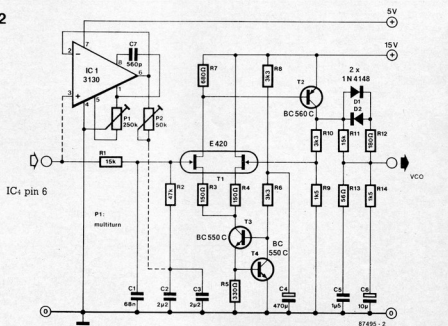 2
5V
15V
C7
560p
IC1
3130
7
2
8
6
3
1
5
4
P1
250k
P2
50k
R7
680Ω
R8
3k3
T2
BC 560C
2 x
1N4148
D1
D2
R10
3k3
R11
15k
R12
180Ω
R1
15k
E 420
T1
VCO
IC4 pin 6
R2
47k
R3
150Ω
R4
150Ω
R6
3k3
R9
1k5
R13
56Ω
R14
1k5
P1:
multiturn
T3
BC 550 C
BC
550 C
T4
R5
330Ω
C1
68n
C2
2µ2
C3
2µ2
C4
470µ
C5
1µ5
C6
10µ
0
0
87495 - 2